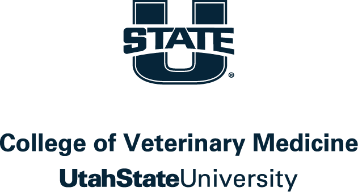 U STATE®
College of Veterinary Medicine
UtahStateUniversity